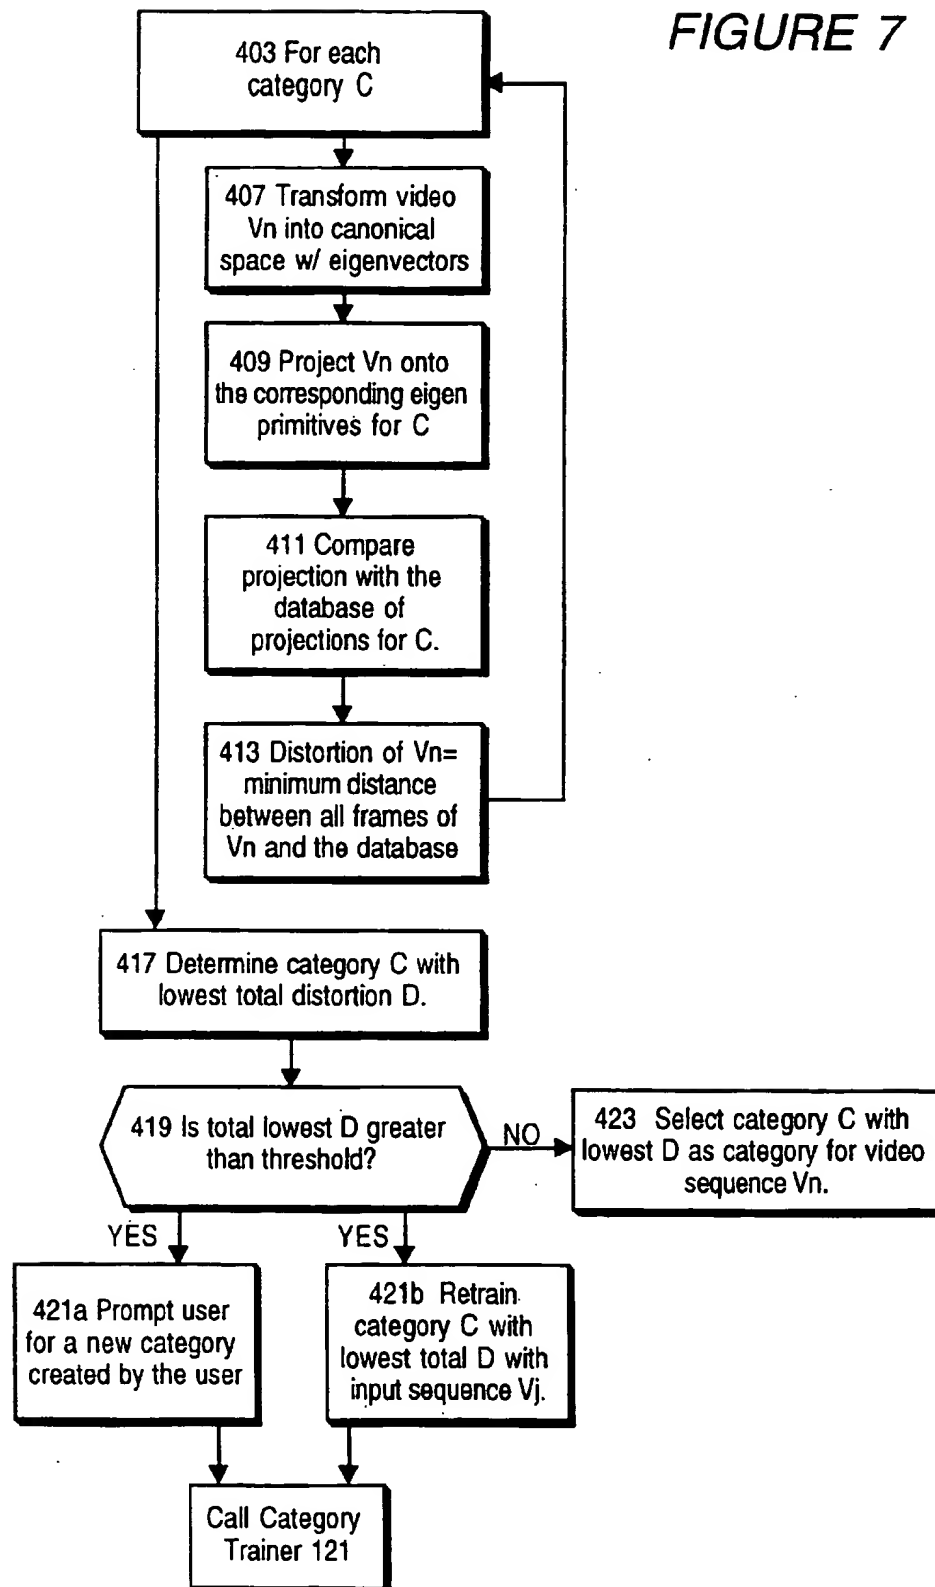 FIGURE 7
403 For each
category C
407 Transform video
Vn into canonical
space w/ eigenvectors
409 Project Vn onto
the corresponding eigen
primitives for C
411 Compare
projection with the
database of
projections for C.
413 Distortion of Vn=
minimum distance
between all frames of
Vn and the database
417 Determine category C with
lowest total distortion D.
419 Is total lowest D greater
than threshold?
NO
423 Select category C with
lowest D as category for video
sequence Vn.
YES
YES
421a Prompt user
for a new category
created by the user
421b Retrain
category C with
lowest total D with
input sequence Vj.
Call Category
Trainer 121